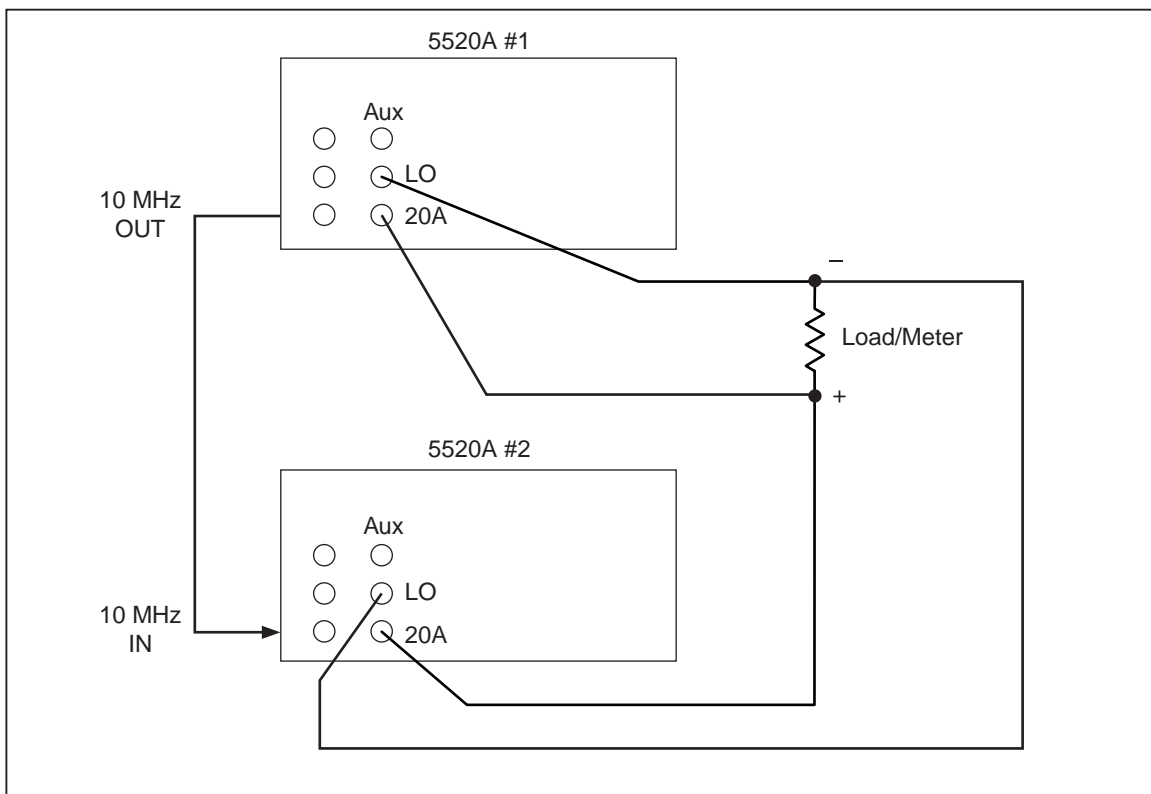 5520A #1
Aux
LO
20A
10 MHz
OUT
–
Load/Meter
+
5520A #2
Aux
LO
20A
10 MHz
IN